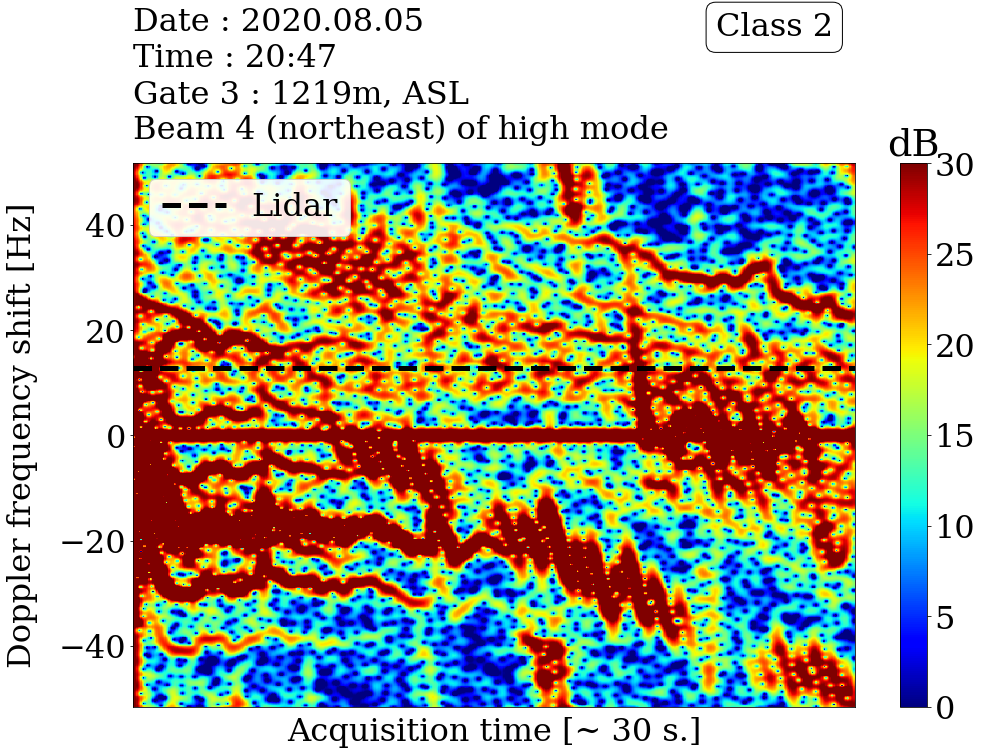 Date : 2020.08.05
Time : 20:47
Gate 3 : 1219m, ASL
Beam 4 (northeast) of high mode
Class 2
dB
Lidar
Doppler frequency shift [Hz]
40
20
0
−20
−40
30
25
20
15
10
5
0
Acquisition time [~ 30 s.]